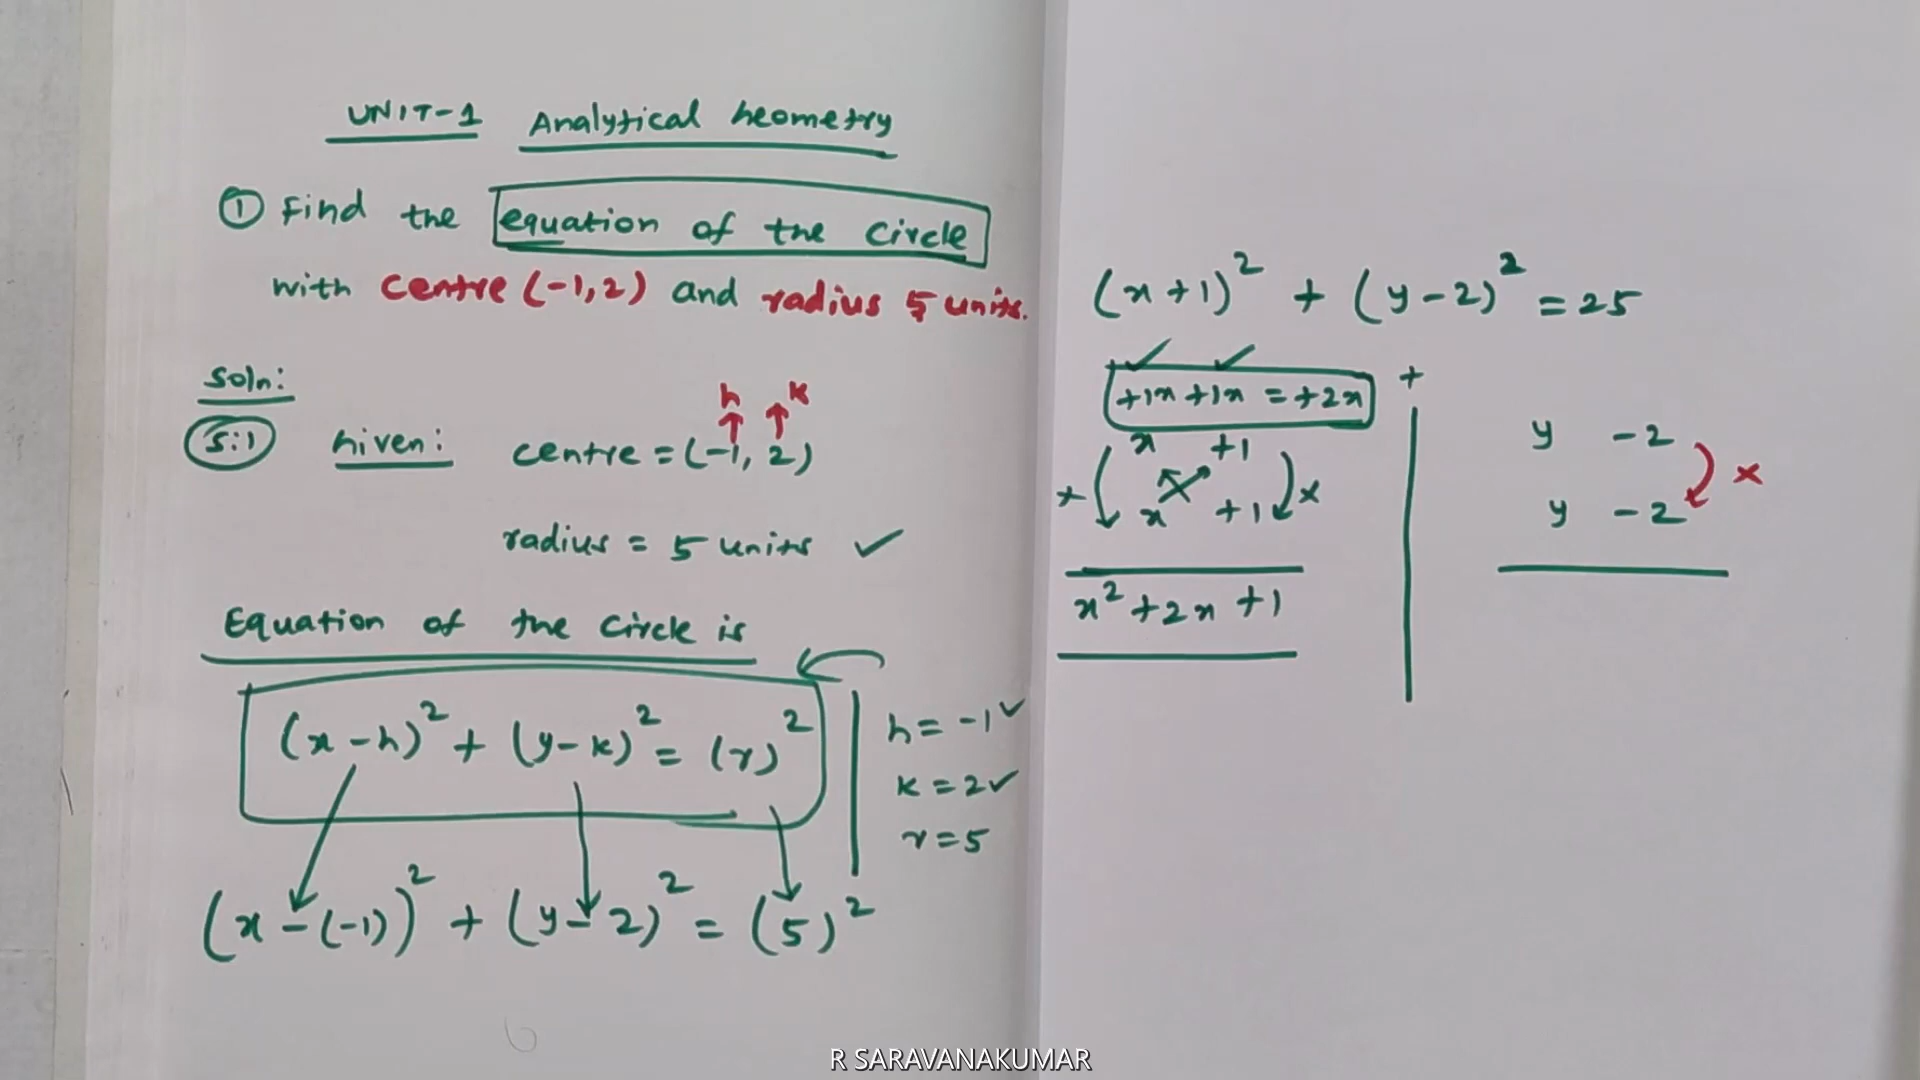 UNIT-1 Analytical Geometry
① Find the equation of the Circle
with centre (-1,2) and radius 5 units.
Soln:
h k
S:1 Given: centre = (-1, 2)
radius = 5 units ✓
Equation of the Circle is
(x-h)² + (y-k)² = (r)²
h = -1 ✓
k = 2 ✓
r = 5
(x-(-1))² + (y-2)² = (5)²
(x+1)² + (y-2)² = 25
+1x +1x = +2x
+
x +1
x x
x +1
x² + 2x + 1
y -2
x
y -2
R SARAVANAKUMAR